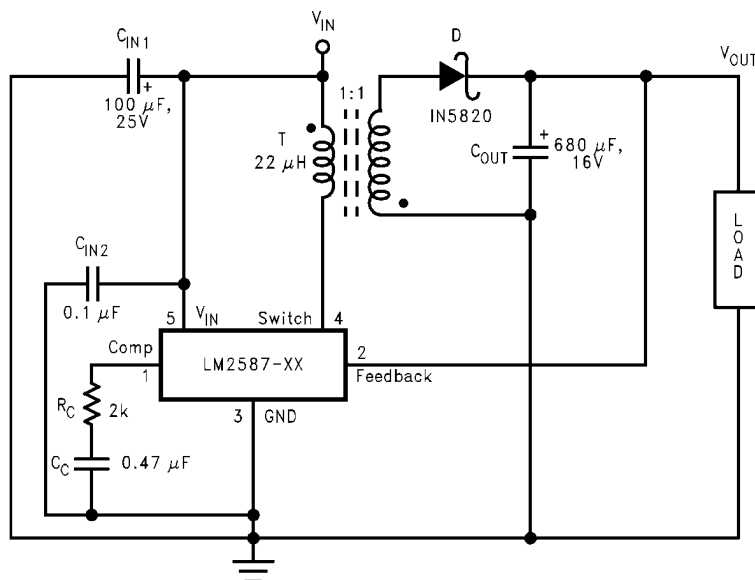 V_IN
C_IN1
+
100 μF,
25V
D
V_OUT
1:1
IN5820
T
22 μH
C_OUT
+
680 μF,
16V
LOAD
C_IN2
0.1 μF
5
V_IN
Switch
4
Comp
1
LM2587-XX
2
Feedback
3
GND
R_C
2k
C_C
0.47 μF